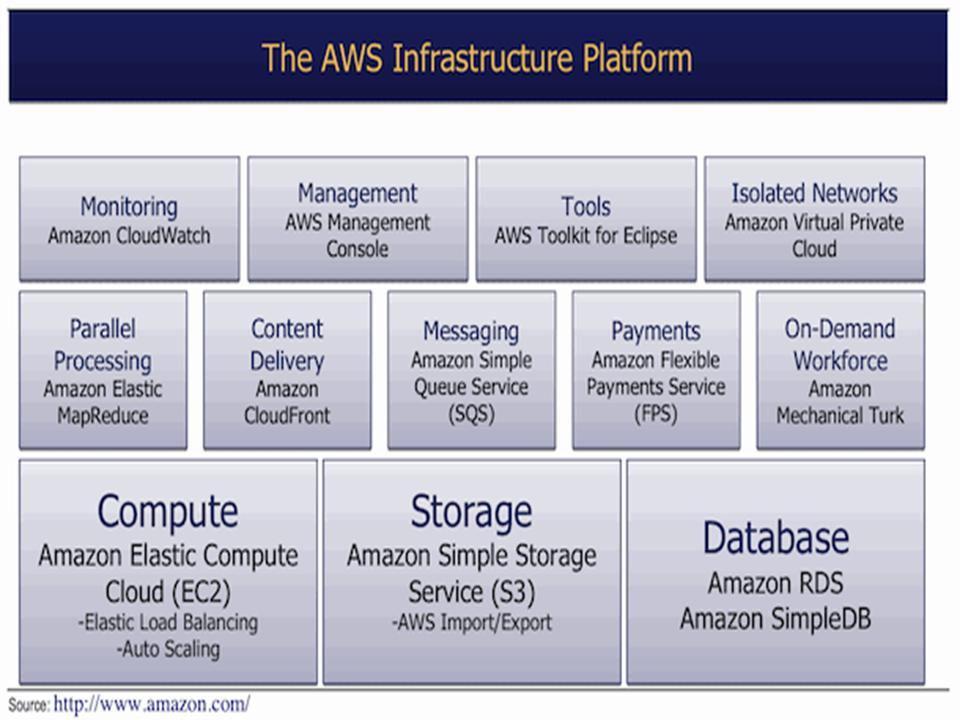 The AWS Infrastructure Platform
Monitoring
Amazon CloudWatch
Management
AWS Management
Console
Tools
AWS Toolkit for Eclipse
Isolated Networks
Amazon Virtual Private
Cloud
Parallel
Processing
Amazon Elastic
MapReduce
Content
Delivery
Amazon
CloudFront
Messaging
Amazon Simple
Queue Service
(SQS)
Payments
Amazon Flexible
Payments Service
(FPS)
On-Demand
Workforce
Amazon
Mechanical Turk
Compute
Amazon Elastic Compute
Cloud (EC2)
-Elastic Load Balancing
-Auto Scaling
Storage
Amazon Simple Storage
Service (S3)
-AWS Import/Export
Database
Amazon RDS
Amazon SimpleDB
Source: http://www.amazon.com/